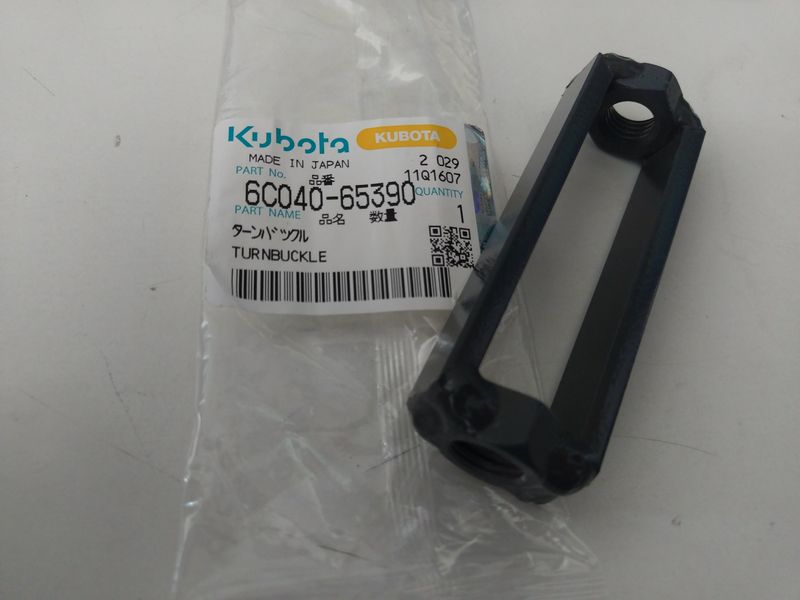 Kubota KUBOTA
MADE IN JAPAN 2 029
PART No. 品番 11Q1607
6C040-65390 QUANTITY
PART NAME 品名 数量 1
ターンバツクル
TURNBUCKLE